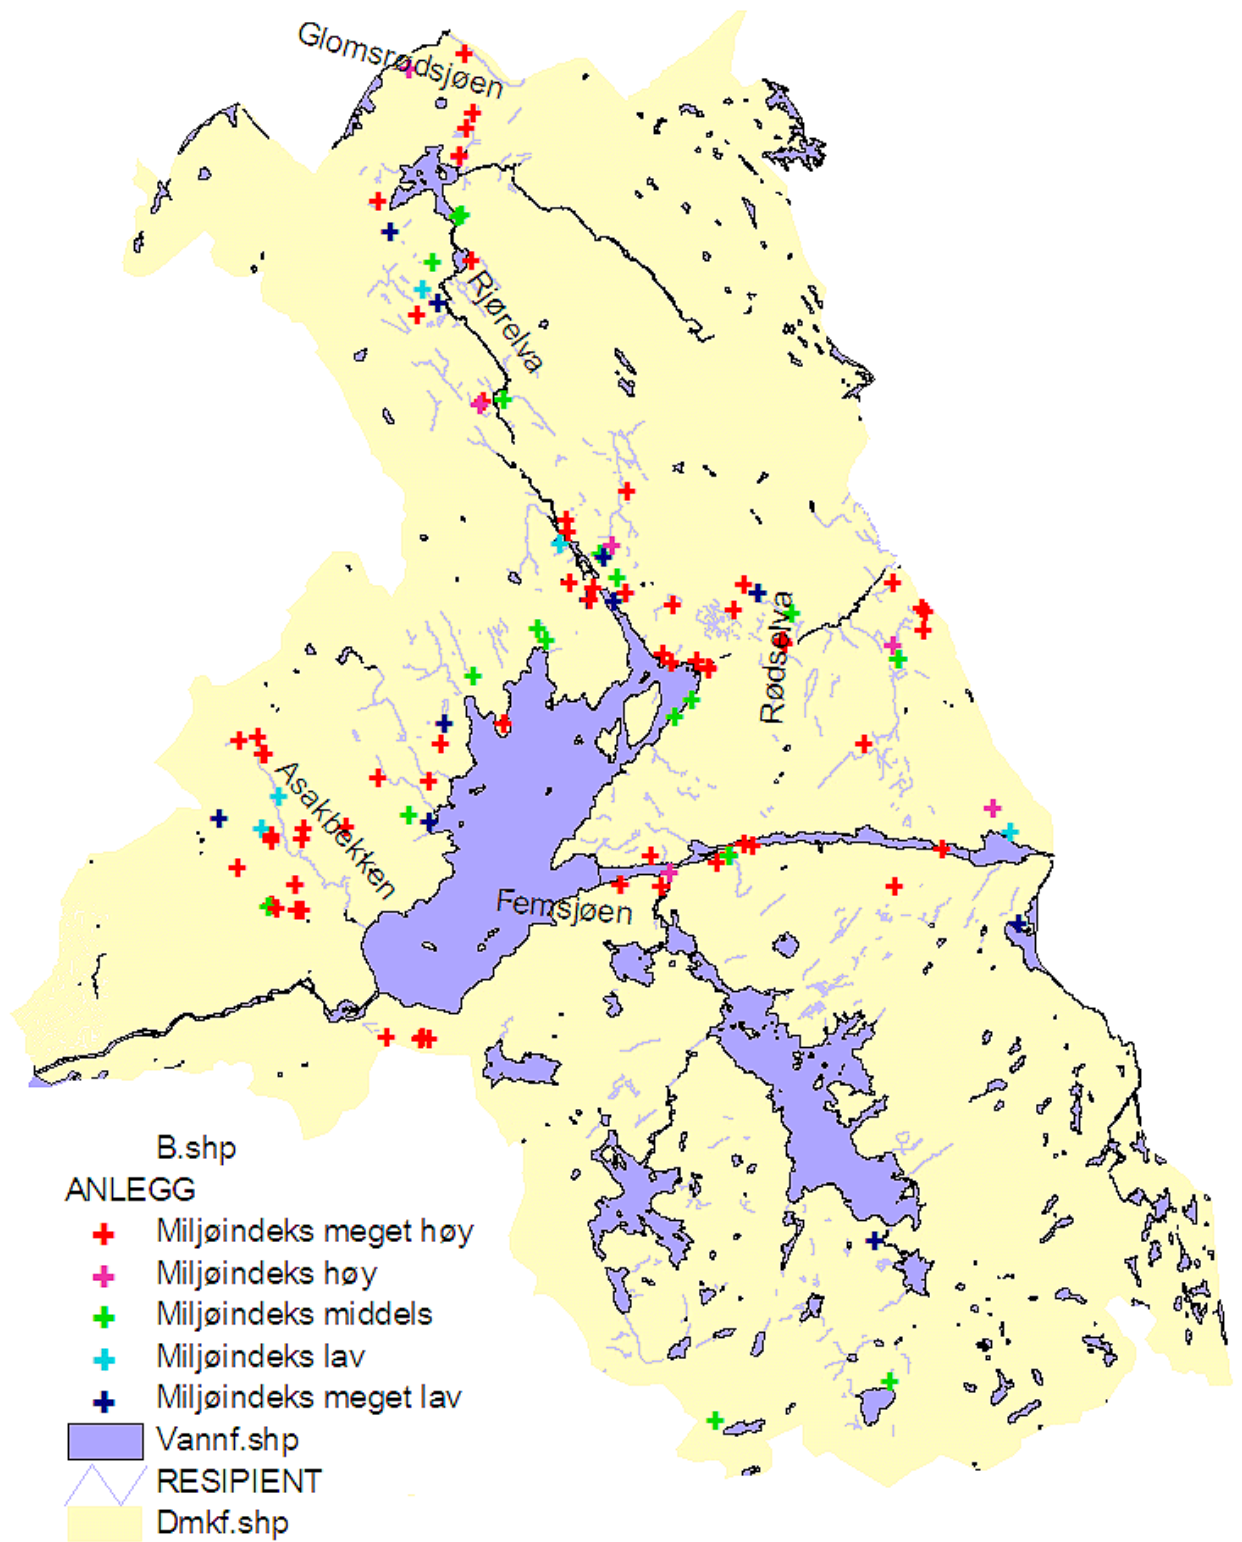 Glomsrødsjøen
Rjørelva
Rødselva
Asakbekken
Femsjøen
B.shp
ANLEGG
Miljøindeks meget høy
Miljøindeks høy
Miljøindeks middels
Miljøindeks lav
Miljøindeks meget lav
Vannf.shp
RESIPIENT
Dmkf.shp